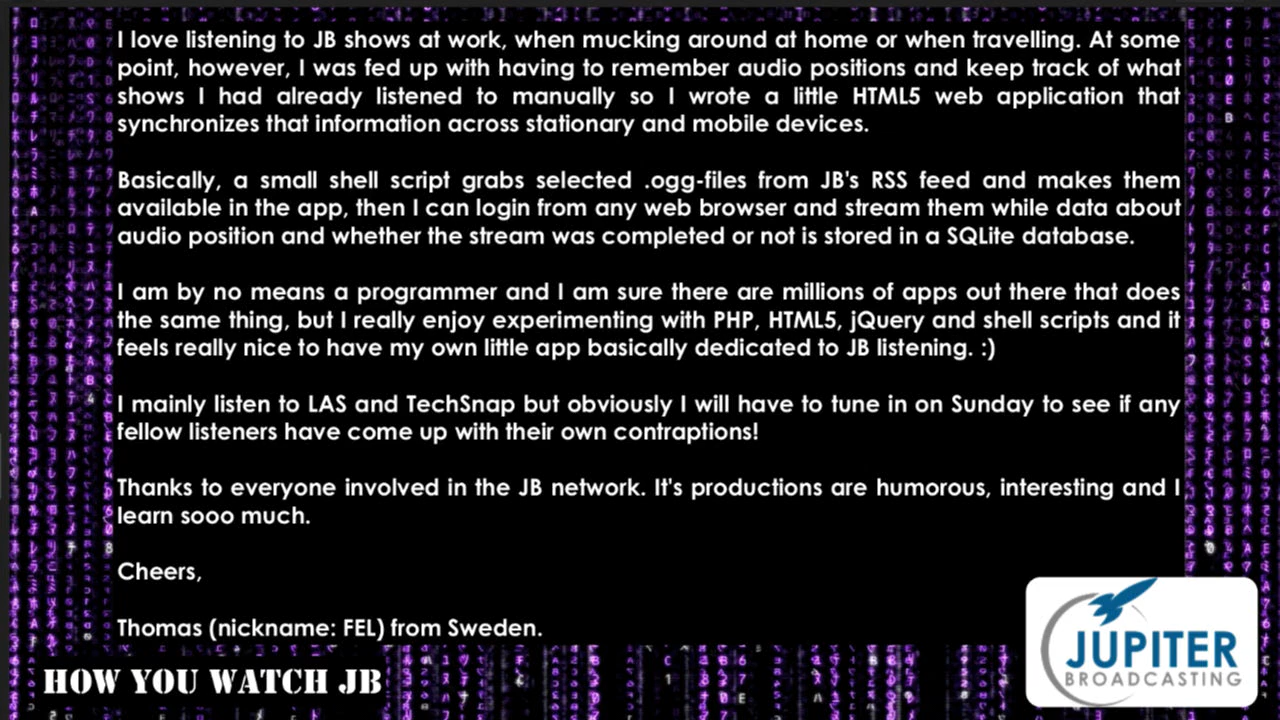 I love listening to JB shows at work, when mucking around at home or when travelling. At some
point, however, I was fed up with having to remember audio positions and keep track of what
shows I had already listened to manually so I wrote a little HTML5 web application that
synchronizes that information across stationary and mobile devices.
Basically, a small shell script grabs selected .ogg-files from JB's RSS feed and makes them
available in the app, then I can login from any web browser and stream them while data about
audio position and whether the stream was completed or not is stored in a SQLite database.
I am by no means a programmer and I am sure there are millions of apps out there that does
the same thing, but I really enjoy experimenting with PHP, HTML5, jQuery and shell scripts and it
feels really nice to have my own little app basically dedicated to JB listening. :)
I mainly listen to LAS and TechSnap but obviously I will have to tune in on Sunday to see if any
fellow listeners have come up with their own contraptions!
Thanks to everyone involved in the JB network. It's productions are humorous, interesting and I
learn sooo much.
Cheers,
Thomas (nickname: FEL) from Sweden.
HOW YOU WATCH JB
JUPITER
BROADCASTING